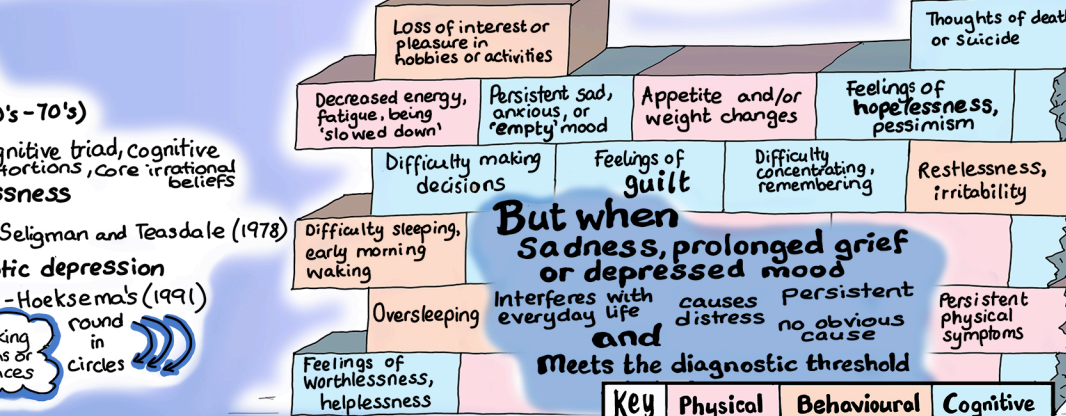 0's-70's)
gnitive triad, cognitive
tortions, core irrational
beliefs
ssness
Seligman and Teasdale (1978)
tic depression
-Hoeksema's (1991)
king
s or
nces
round
in
circles
Loss of interest or
pleasure in
hobbies or activities
Thoughts of death
or suicide
Decreased energy,
fatigue, being
'slowed down'
Persistent sad,
anxious, or
'empty' mood
Appetite and/or
weight changes
Feelings of
hopelessness,
pessimism
Difficulty making
decisions
Feelings of
guilt
Difficulty
concentrating,
remembering
Restlessness,
irritability
Difficulty sleeping,
early morning
waking
But when
Sadness, prolonged grief
or depressed mood
Oversleeping
Interferes with
everyday life
causes
distress
persistent
no obvious
cause
and
Meets the diagnostic threshold
Persistent
physical
symptoms
Feelings of
worthlessness,
helplessness
Key Physical Behavioural Cognitive